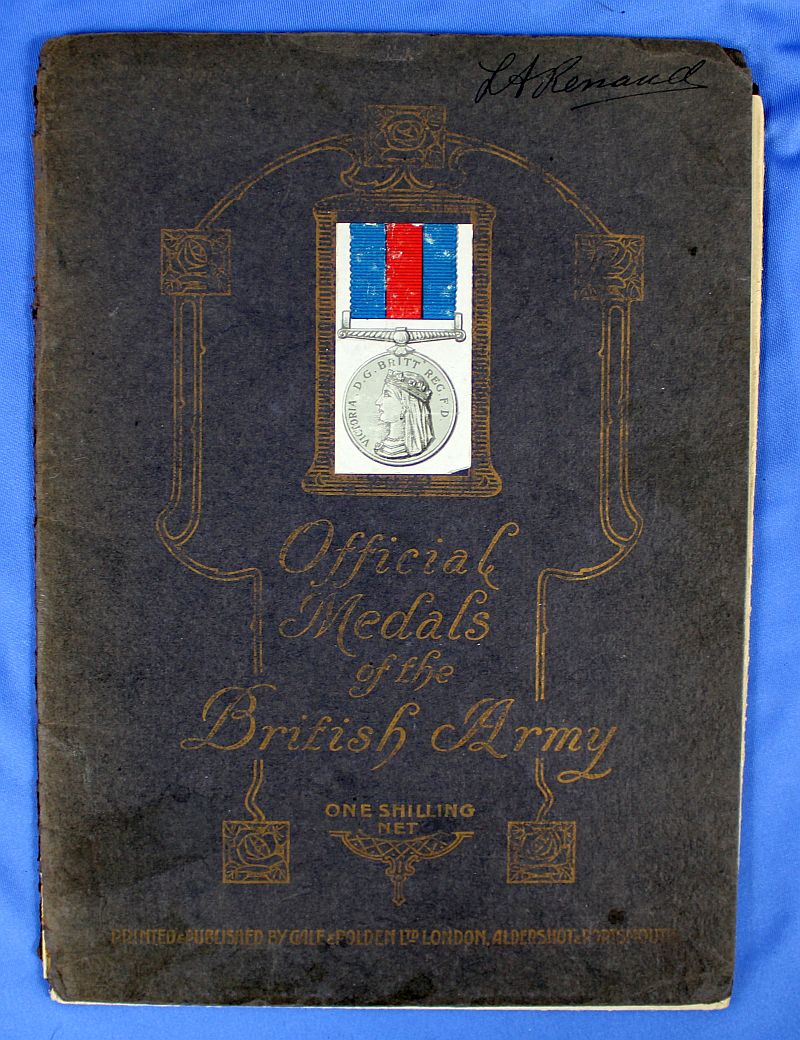 L A Renaud
VICTORIA · D · G · BRITT · REG · F · D ·
Official
Medals
of the
British Army
ONE SHILLING
NET
PRINTED & PUBLISHED BY GALE & POLDEN LTD LONDON, ALDERSHOT & PORTSMOUTH